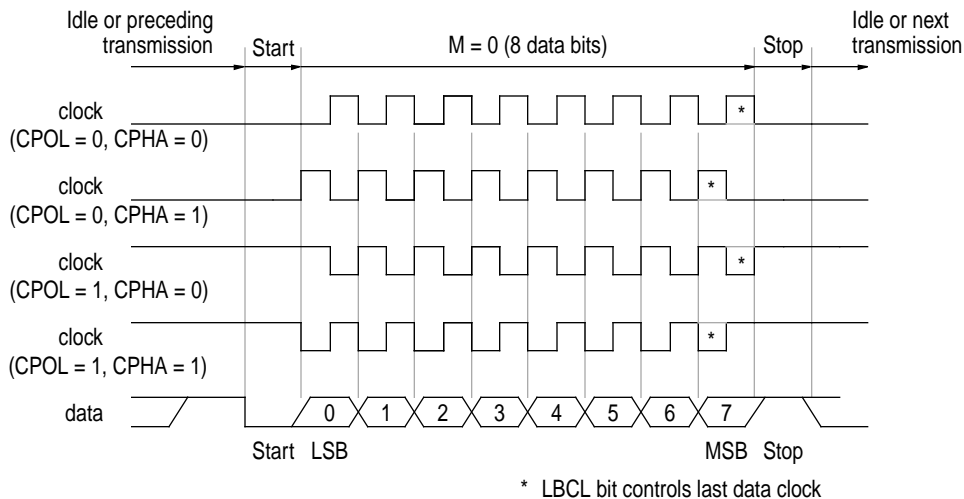 Idle or preceding
transmission
Start
M = 0 (8 data bits)
Stop
Idle or next
transmission
clock
(CPOL = 0, CPHA = 0)
*
clock
(CPOL = 0, CPHA = 1)
*
clock
(CPOL = 1, CPHA = 0)
*
clock
(CPOL = 1, CPHA = 1)
*
data
0 1 2 3 4 5 6 7
Start LSB MSB Stop
* LBCL bit controls last data clock